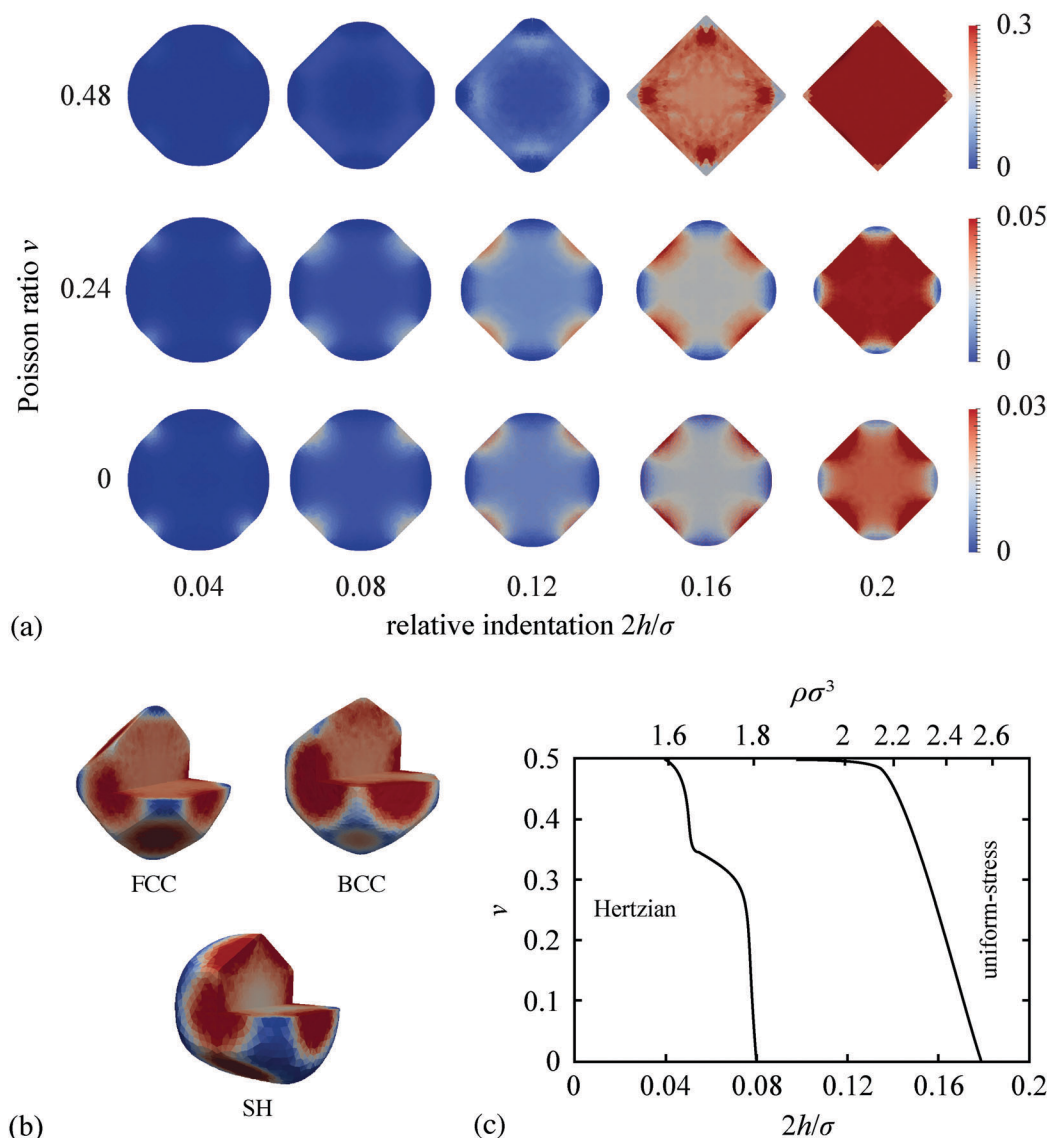 0.3
0.48
0
0.05
Poisson ratio ν
0.24
0
0.03
0
0
0.04 0.08 0.12 0.16 0.2
(a) relative indentation 2h/σ
ρσ³
1.6 1.8 2 2.2 2.4 2.6
0.5
0.4
FCC BCC
0.3
ν
Hertzian
uniform-stress
0.2
0.1
0
0 0.04 0.08 0.12 0.16 0.2
SH
(b) (c) 2h/σ